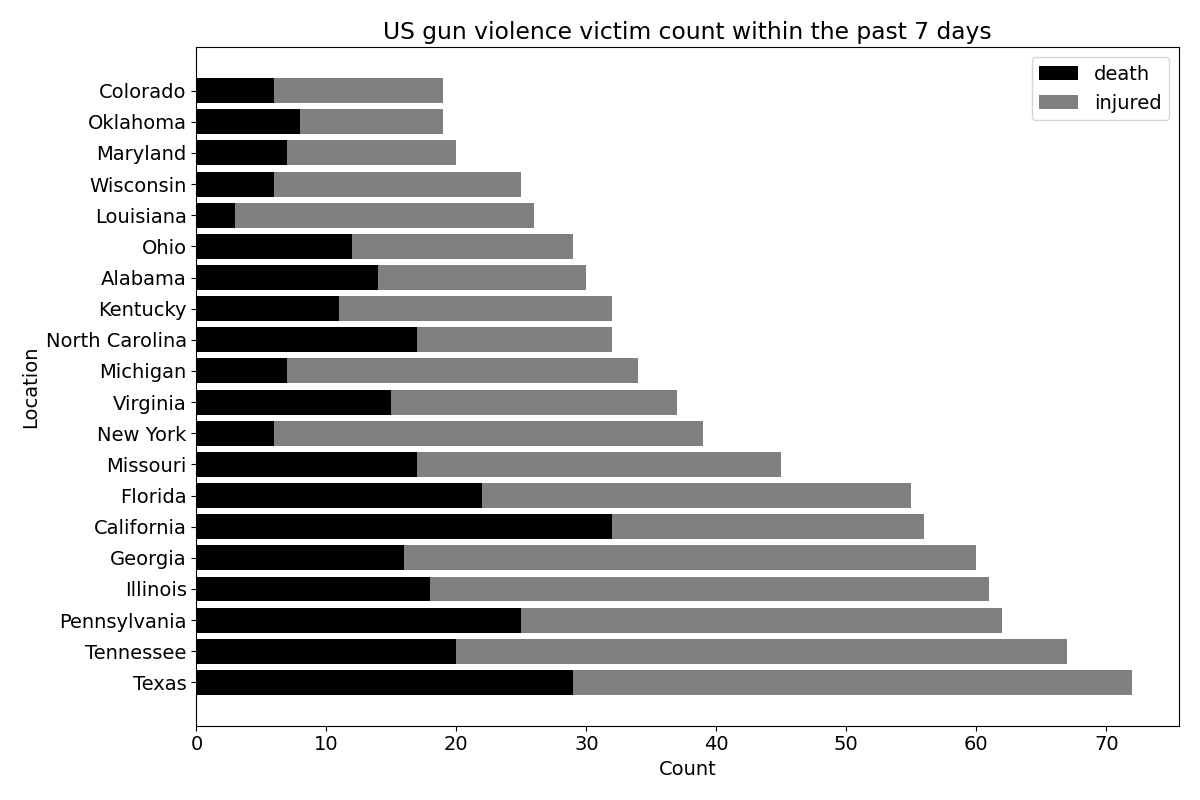 US gun violence victim count within the past 7 days
death
injured
Location
Colorado
Oklahoma
Maryland
Wisconsin
Louisiana
Ohio
Alabama
Kentucky
North Carolina
Michigan
Virginia
New York
Missouri
Florida
California
Georgia
Illinois
Pennsylvania
Tennessee
Texas
0 10 20 30 40 50 60 70
Count